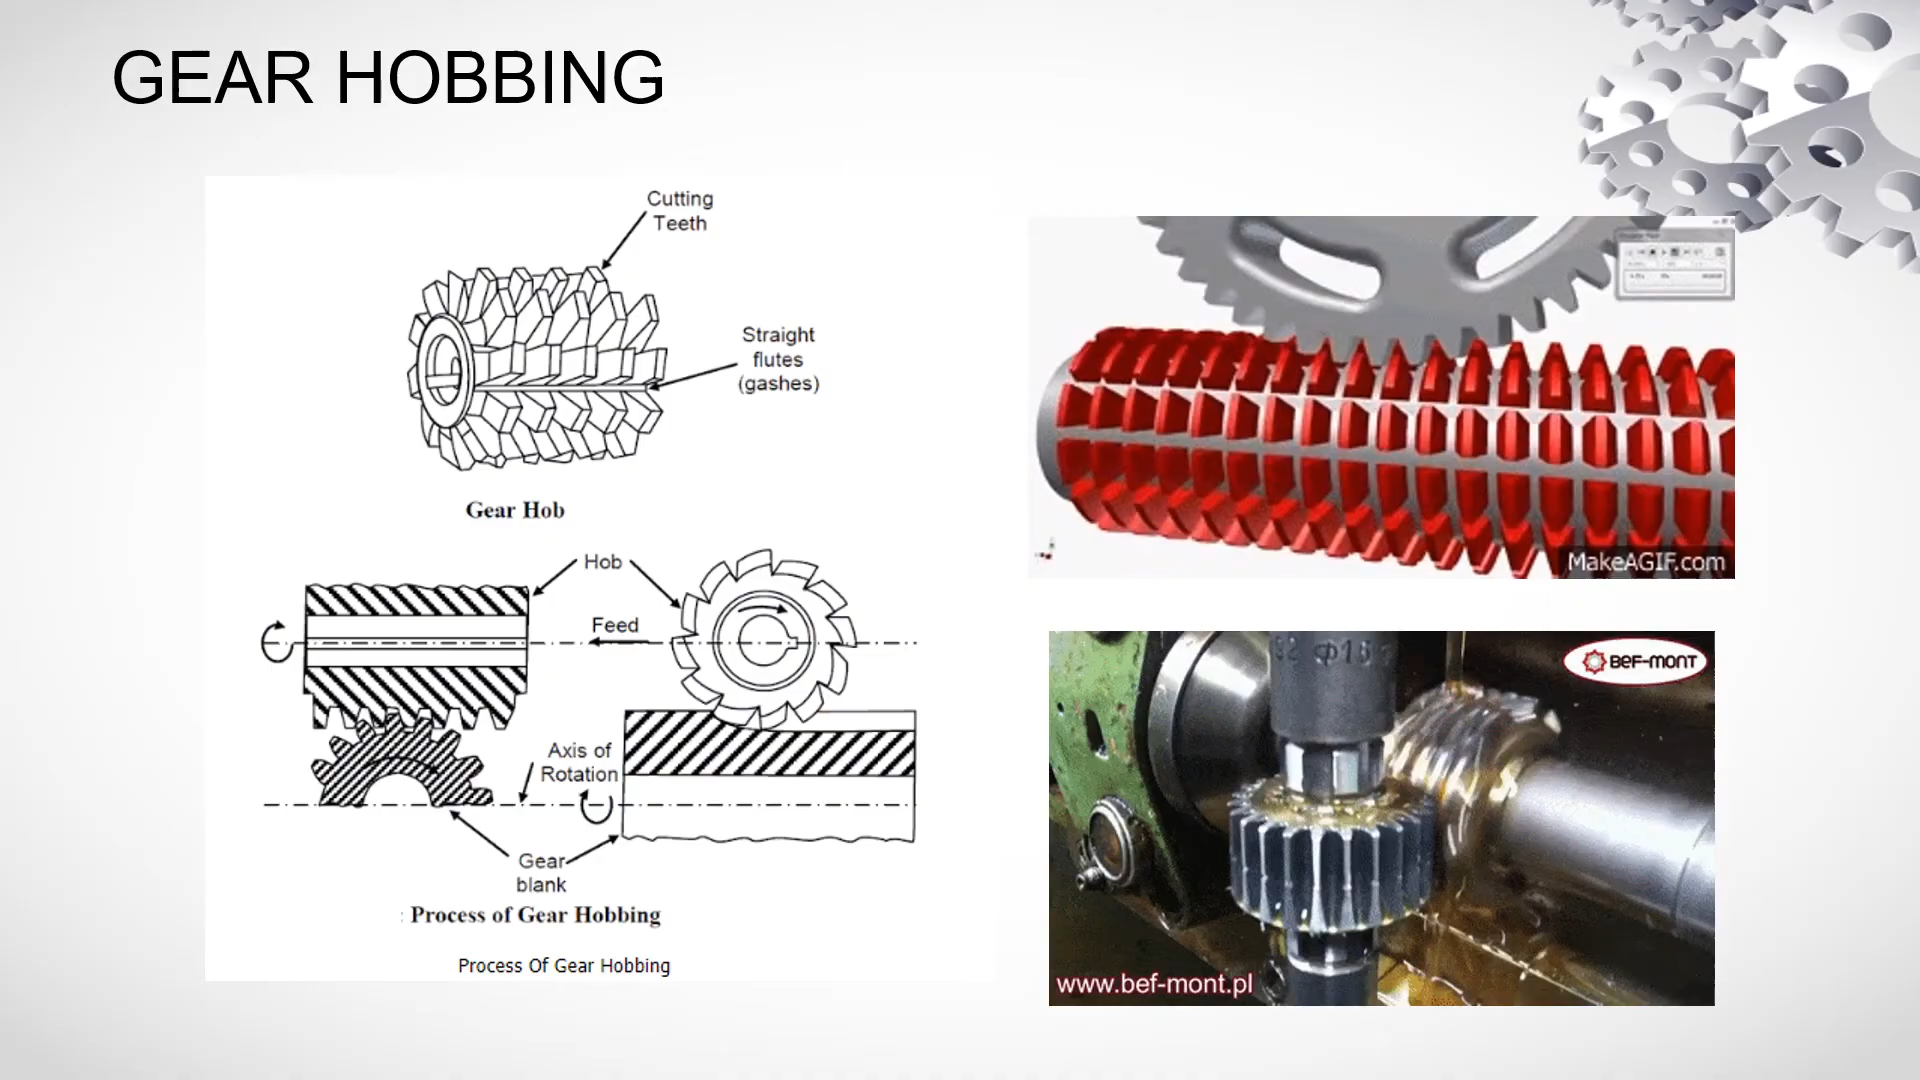 GEAR HOBBING
Cutting
Teeth
Straight
flutes
(gashes)
Gear Hob
Hob
Feed
Axis of
Rotation
Gear
blank
: Process of Gear Hobbing
Process Of Gear Hobbing
MakeAGIF.com
BEF-MONT
www.bef-mont.pl